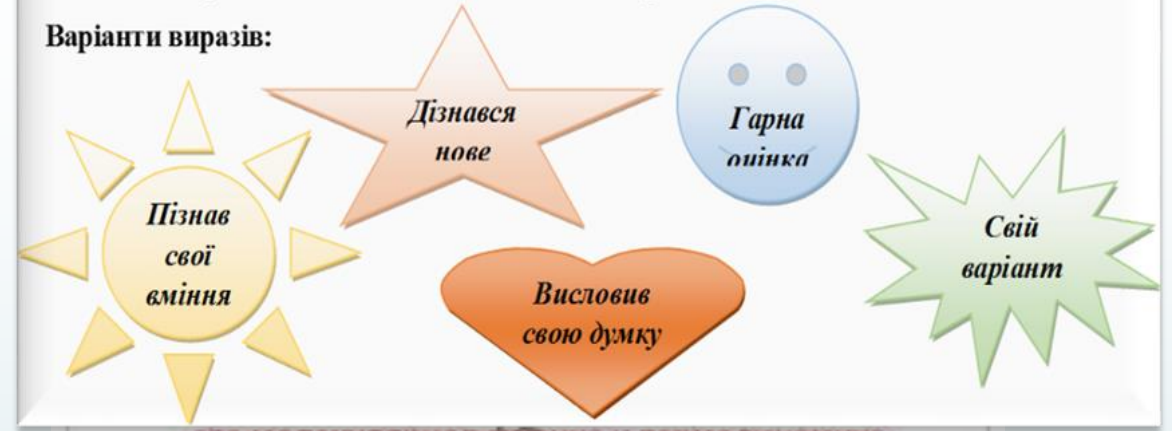 Варіанти виразів:
Дізнався
нове
Гарна
оцінка
Пізнав
свої
вміння
Свій
варіант
Висловив
свою думку